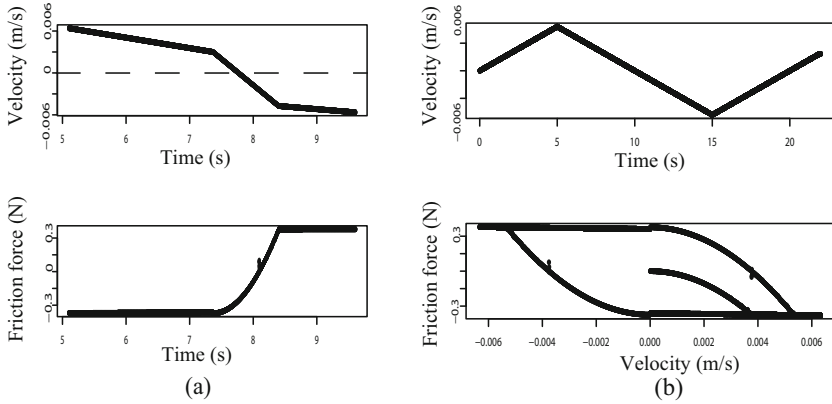 Velocity (m/s)
0.006
0
−0.006
5 6 7 8 9
Time (s)
Friction force (N)
0.3
0
−0.3
5 6 7 8 9
Time (s)
(a)
Velocity (m/s)
0.006
−0.006
0 5 10 15 20
Time (s)
Friction force (N)
0.3
−0.3
−0.006 −0.004 −0.002 0.000 0.002 0.004 0.006
Velocity (m/s)
(b)